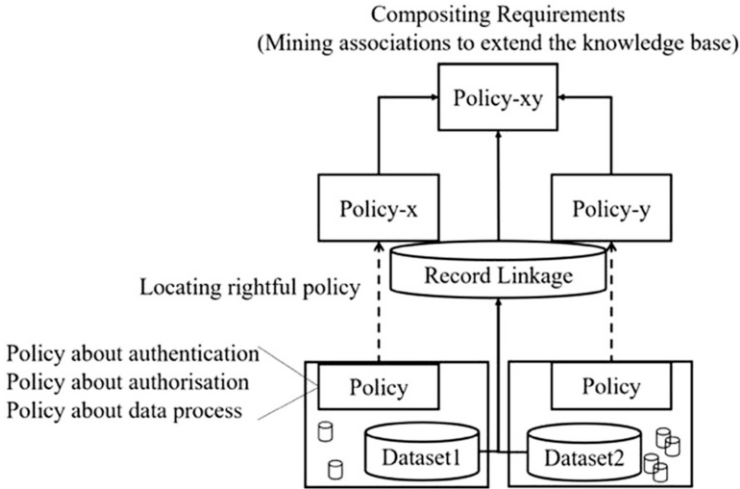 Compositing Requirements
(Mining associations to extend the knowledge base)
Policy-xy
Policy-x
Policy-y
Record Linkage
Locating rightful policy
Policy about authentication
Policy about authorisation
Policy about data process
Policy
Policy
Dataset1
Dataset2